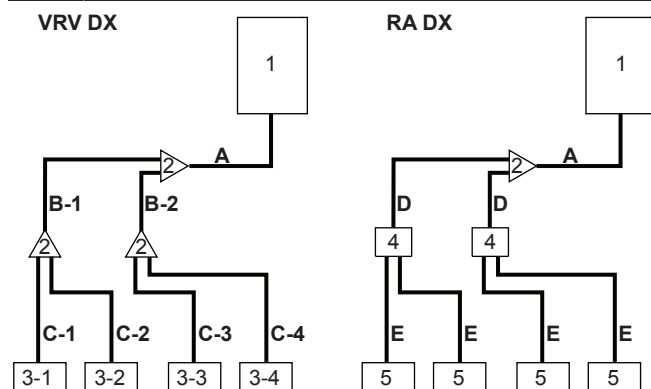 VRV DX RA DX
1 1
2 A 2 A
B-1 B-2 D D
2 2 4 4
C-1 C-2 C-3 C-4 E E E E
3-1 3-2 3-3 3-4 5 5 5 5